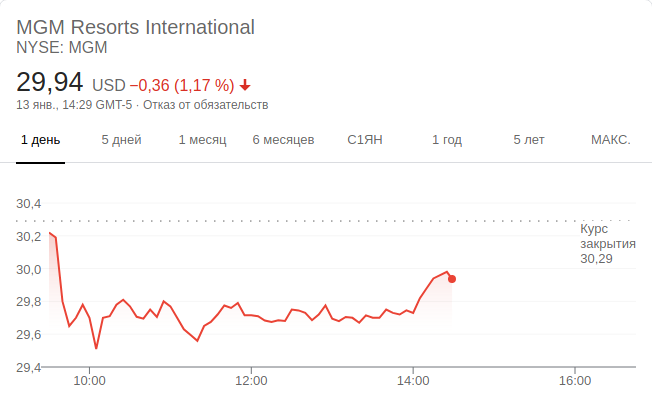 MGM Resorts International
NYSE: MGM
29,94 USD −0,36 (1,17 %) ↓
13 янв., 14:29 GMT-5 · Отказ от обязательств
1 день 5 дней 1 месяц 6 месяцев С1ЯН 1 год 5 лет МАКС.
30,4
30,2
30,0
29,8
29,6
29,4
Курс
закрытия
30,29
10:00 12:00 14:00 16:00